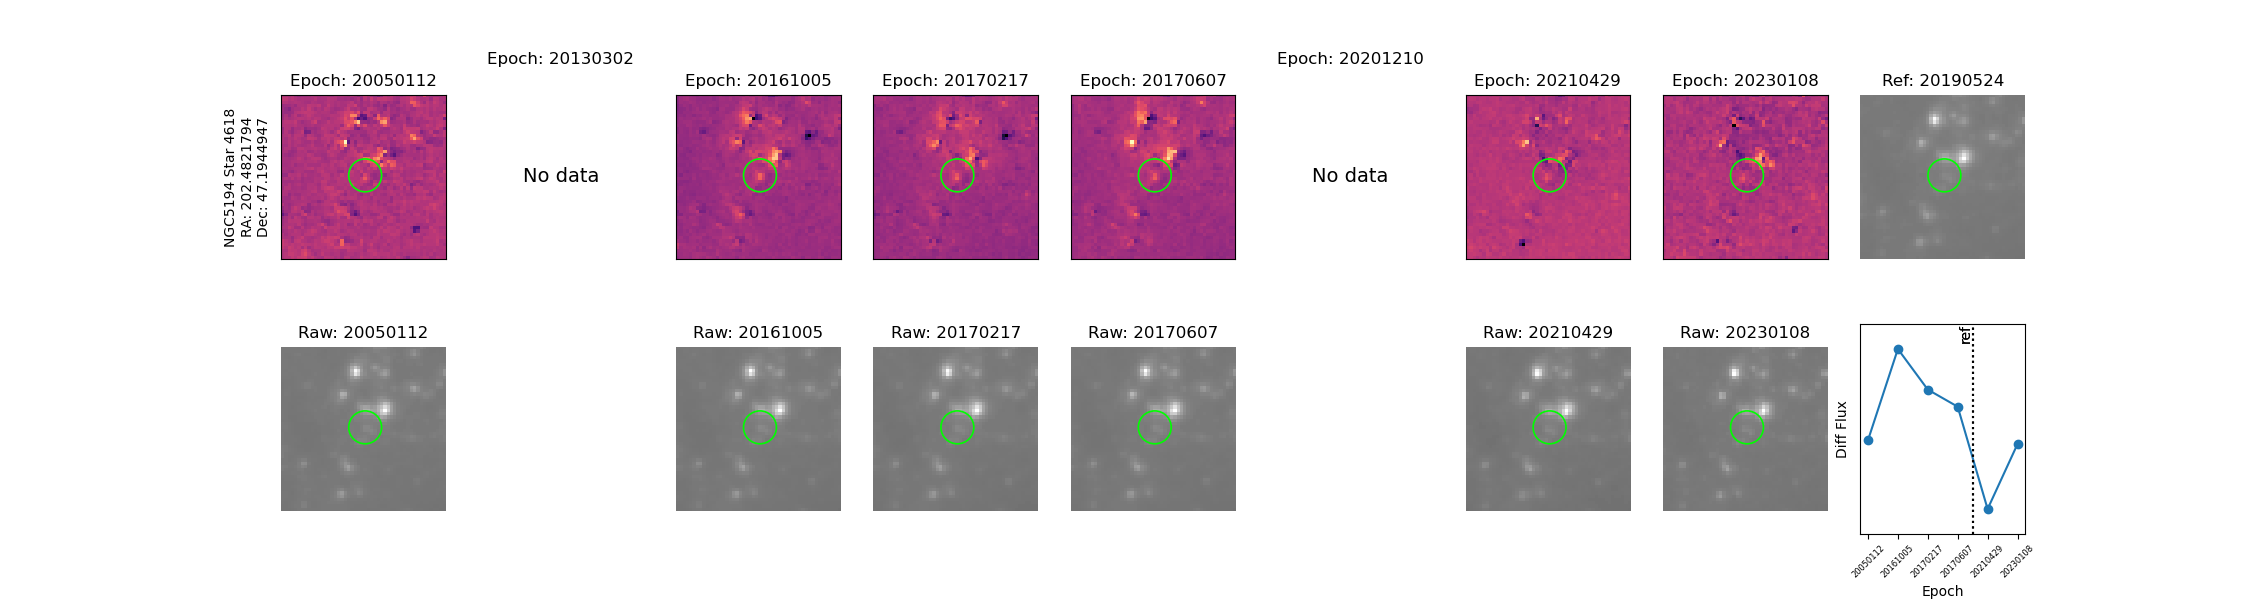 NGC5194 Star 4618
RA: 202.4821794
Dec: 47.1944947
Epoch: 20050112
Epoch: 20130302
No data
Epoch: 20161005
Epoch: 20170217
Epoch: 20170607
Epoch: 20201210
No data
Epoch: 20210429
Epoch: 20230108
Ref: 20190524
Raw: 20050112
Raw: 20161005
Raw: 20170217
Raw: 20170607
Raw: 20210429
Raw: 20230108
ref
Diff Flux
20050112
20161005
20170217
20170607
20210429
20230108
Epoch